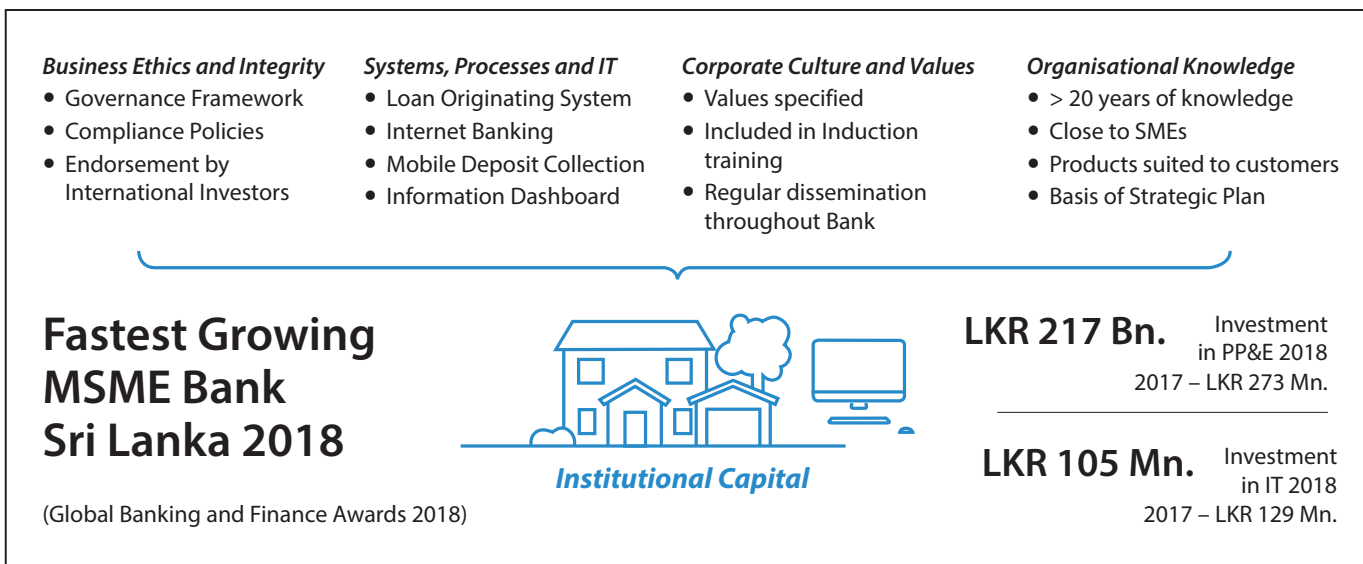 Business Ethics and Integrity
• Governance Framework
• Compliance Policies
• Endorsement by
International Investors
Systems, Processes and IT
• Loan Originating System
• Internet Banking
• Mobile Deposit Collection
• Information Dashboard
Corporate Culture and Values
• Values specified
• Included in Induction
training
• Regular dissemination
throughout Bank
Organisational Knowledge
• > 20 years of knowledge
• Close to SMEs
• Products suited to customers
• Basis of Strategic Plan
Fastest Growing
MSME Bank
Sri Lanka 2018
(Global Banking and Finance Awards 2018)
Institutional Capital
LKR 217 Bn.
Investment
in PP&E 2018
2017 – LKR 273 Mn.
LKR 105 Mn.
Investment
in IT 2018
2017 – LKR 129 Mn.